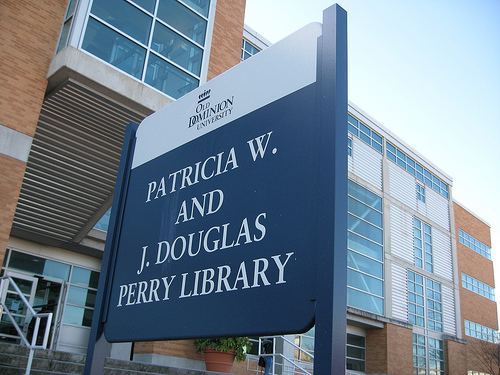 OLD
DOMINION
UNIVERSITY
PATRICIA W.
AND
J. DOUGLAS
PERRY LIBRARY